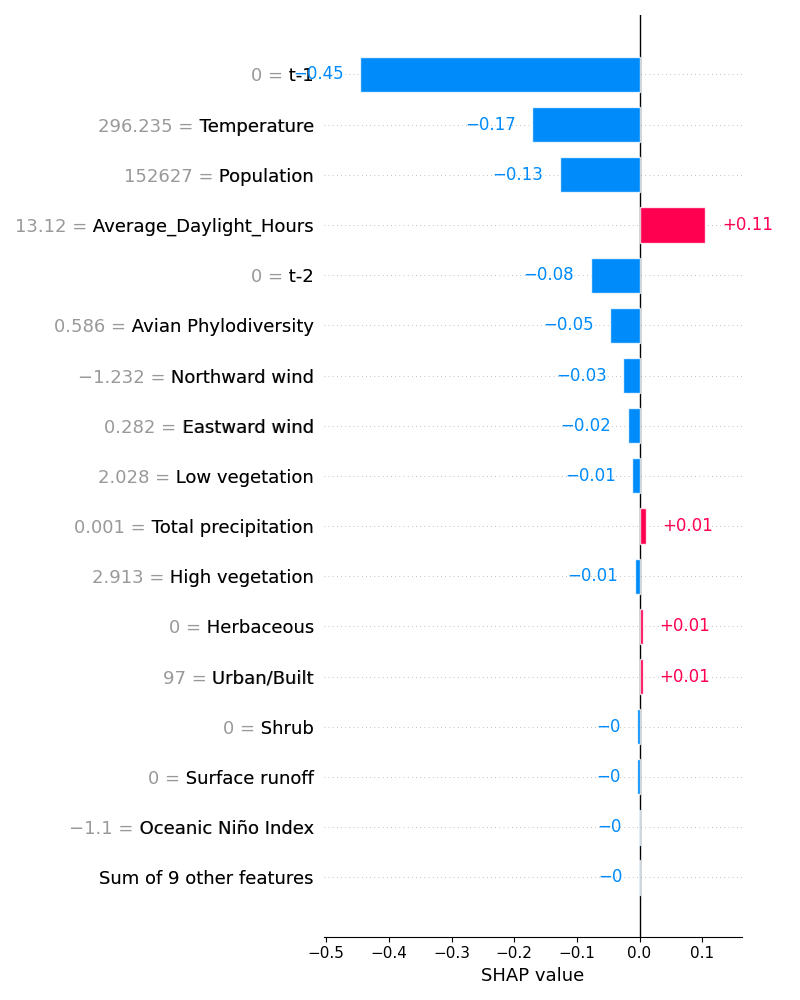 0 = t-1 −0.45
296.235 = Temperature −0.17
152627 = Population −0.13
13.12 = Average_Daylight_Hours +0.11
0 = t-2 −0.08
0.586 = Avian Phylodiversity −0.05
−1.232 = Northward wind −0.03
0.282 = Eastward wind −0.02
2.028 = Low vegetation −0.01
0.001 = Total precipitation +0.01
2.913 = High vegetation −0.01
0 = Herbaceous +0.01
97 = Urban/Built +0.01
0 = Shrub −0
0 = Surface runoff −0
−1.1 = Oceanic Niño Index −0
Sum of 9 other features −0
−0.5 −0.4 −0.3 −0.2 −0.1 0.0 0.1
SHAP value